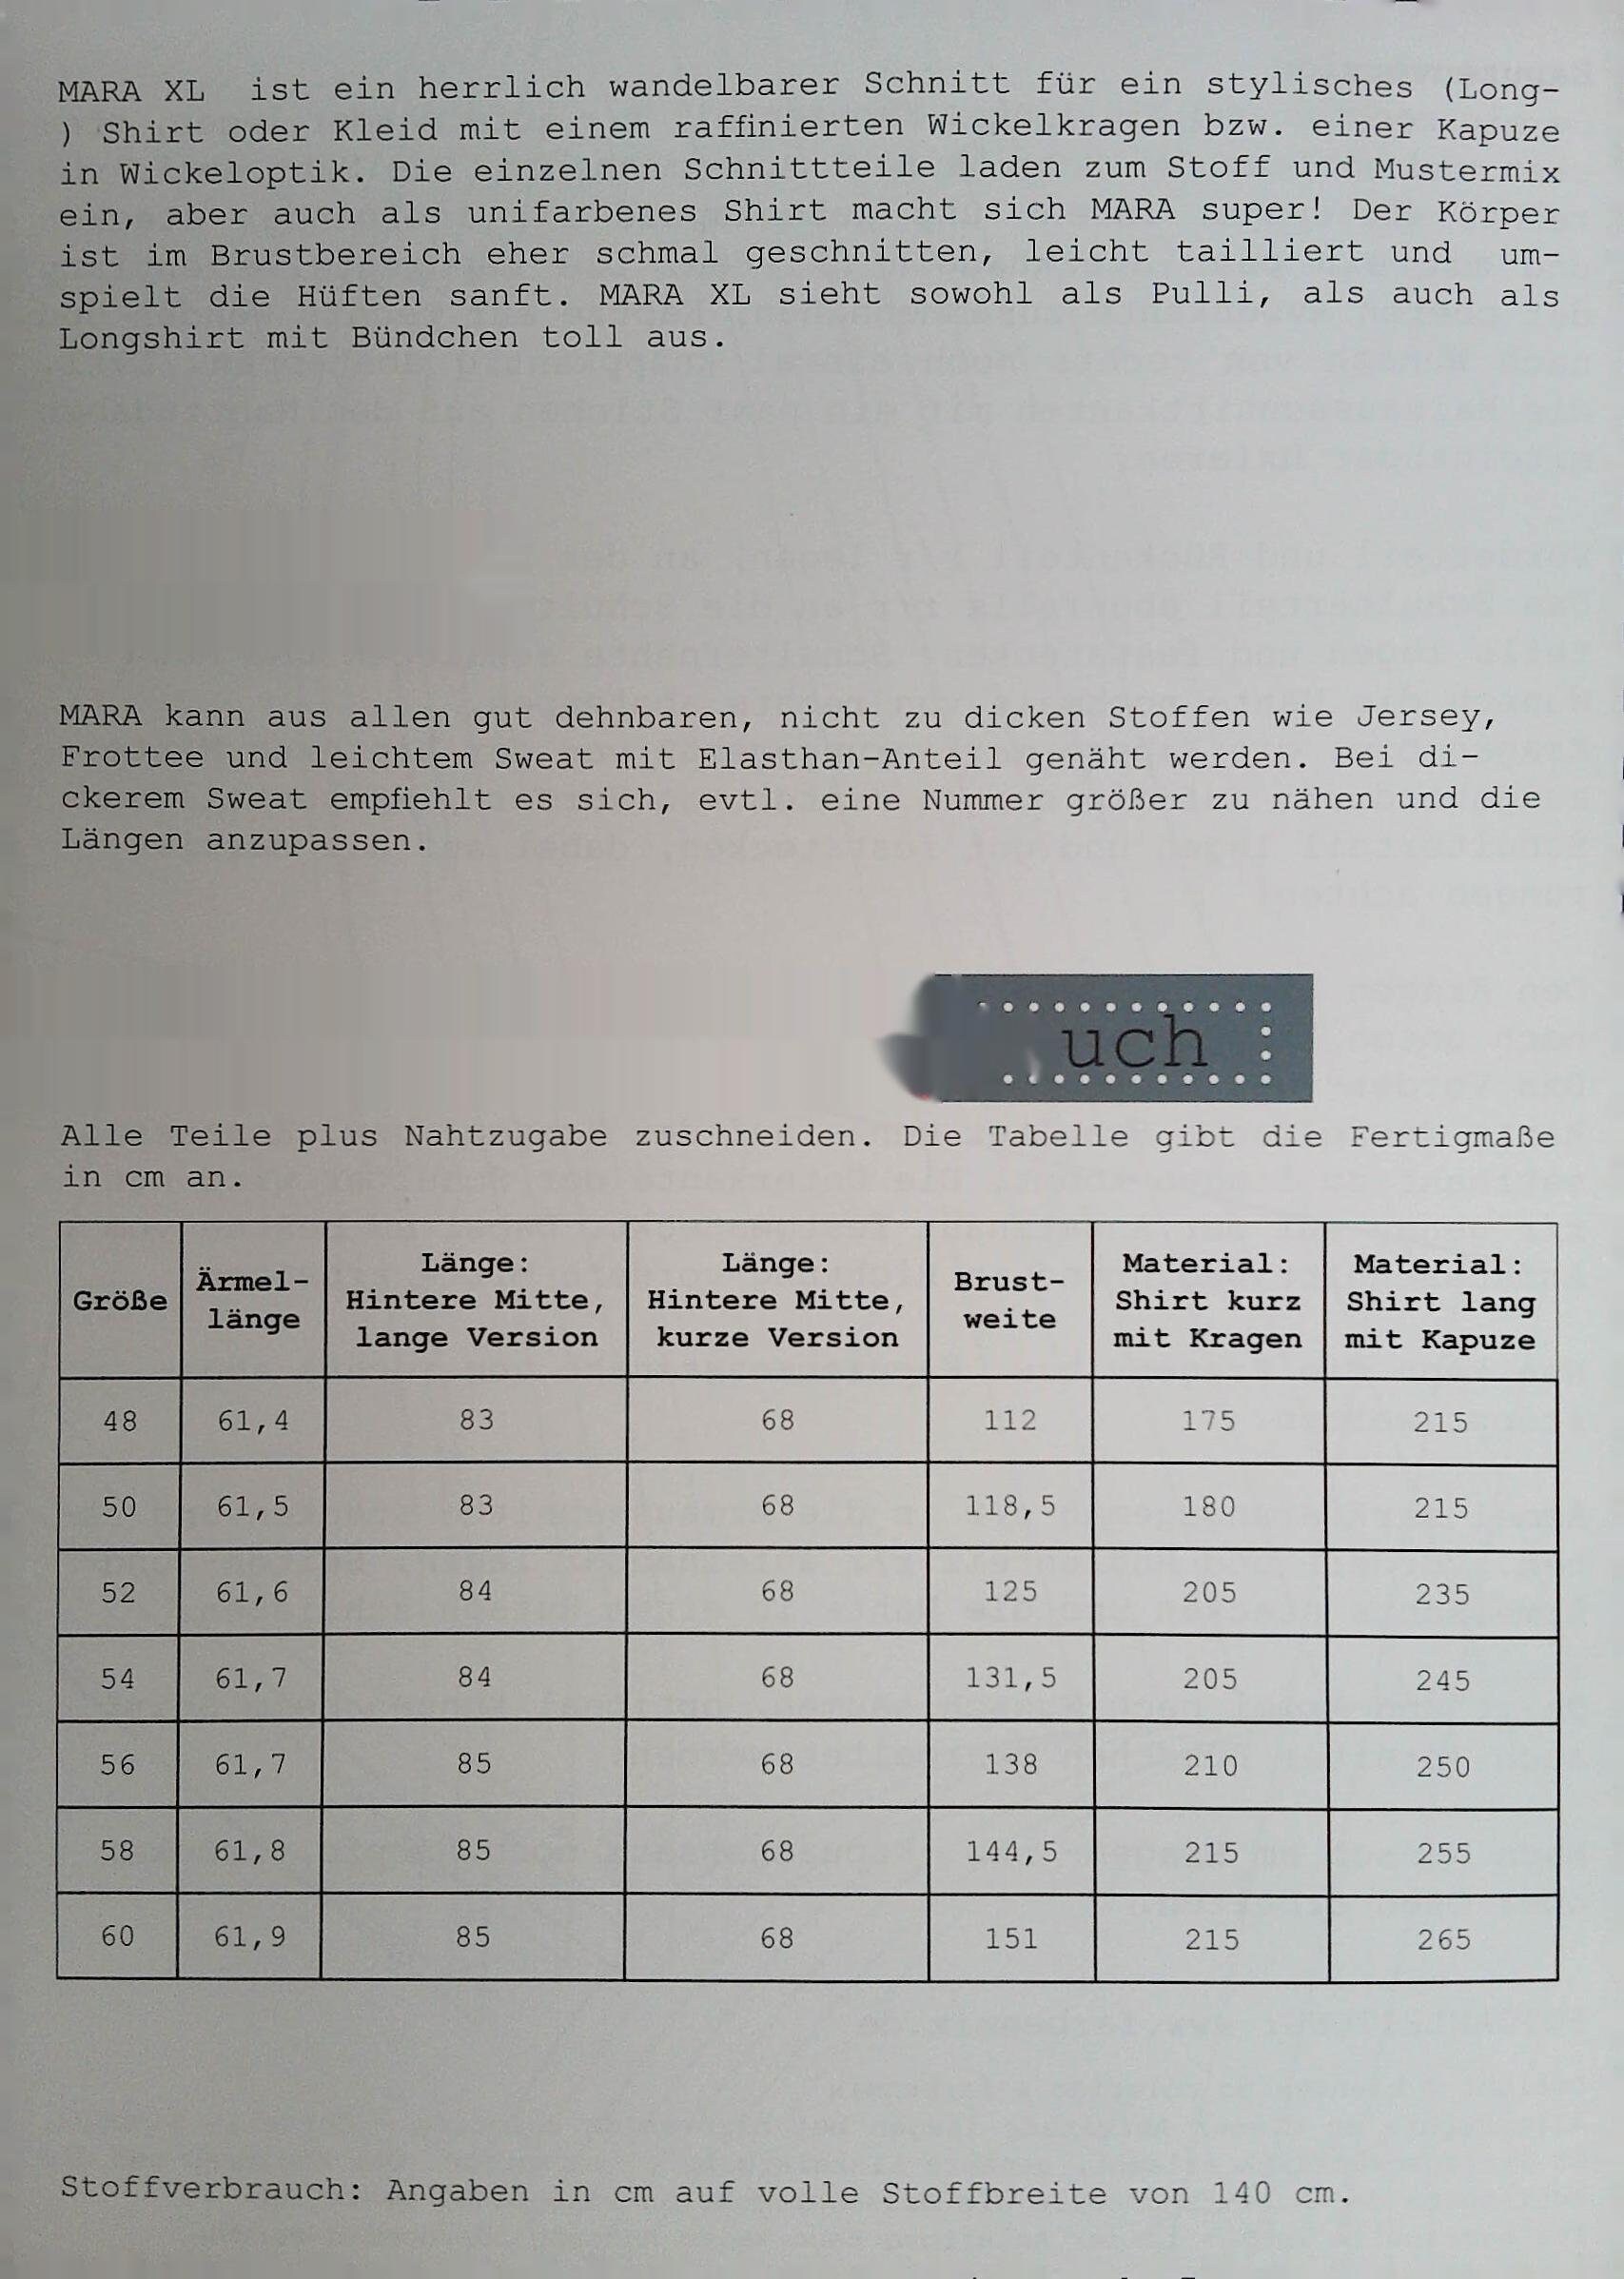 MARA XL ist ein herrlich wandelbarer Schnitt für ein stylisches (Long-
) Shirt oder Kleid mit einem raffinierten Wickelkragen bzw. einer Kapuze
in Wickeloptik. Die einzelnen Schnittteile laden zum Stoff und Mustermix
ein, aber auch als unifarbenes Shirt macht sich MARA super! Der Körper
ist im Brustbereich eher schmal geschnitten, leicht tailliert und um-
spielt die Hüften sanft. MARA XL sieht sowohl als Pulli, als auch als
Longshirt mit Bündchen toll aus.
MARA kann aus allen gut dehnbaren, nicht zu dicken Stoffen wie Jersey,
Frottee und leichtem Sweat mit Elasthan-Anteil genäht werden. Bei di-
ckerem Sweat empfiehlt es sich, evtl. eine Nummer größer zu nähen und die
Längen anzupassen.
uch
Alle Teile plus Nahtzugabe zuschneiden. Die Tabelle gibt die Fertigmaße
in cm an.
Größe Ärmel-länge Länge: Hintere Mitte, lange Version Länge: Hintere Mitte, kurze Version Brust-weite Material: Shirt kurz mit Kragen Material: Shirt lang mit Kapuze
48 61,4 83 68 112 175 215
50 61,5 83 68 118,5 180 215
52 61,6 84 68 125 205 235
54 61,7 84 68 131,5 205 245
56 61,7 85 68 138 210 250
58 61,8 85 68 144,5 215 255
60 61,9 85 68 151 215 265
Stoffverbrauch: Angaben in cm auf volle Stoffbreite von 140 cm.